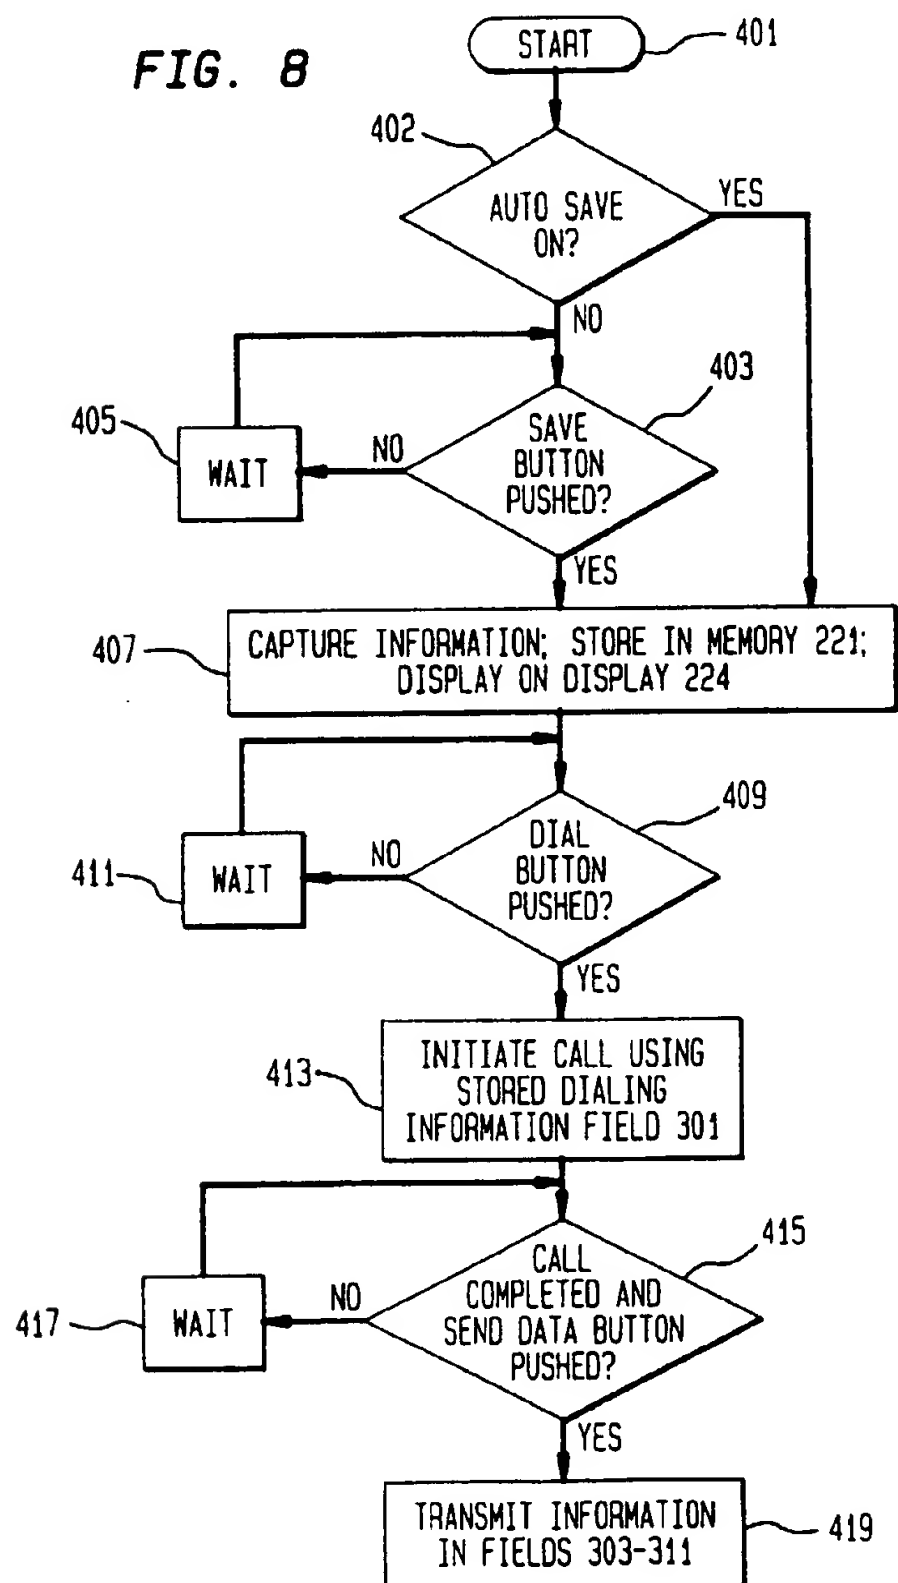 FIG. 8
START
401
402
AUTO SAVE
ON?
YES
NO
403
SAVE
BUTTON
PUSHED?
405
WAIT
NO
YES
407
CAPTURE INFORMATION; STORE IN MEMORY 221;
DISPLAY ON DISPLAY 224
409
DIAL
BUTTON
PUSHED?
411
WAIT
NO
YES
413
INITIATE CALL USING
STORED DIALING
INFORMATION FIELD 301
415
CALL
COMPLETED AND
SEND DATA BUTTON
PUSHED?
417
WAIT
NO
YES
TRANSMIT INFORMATION
IN FIELDS 303-311
419